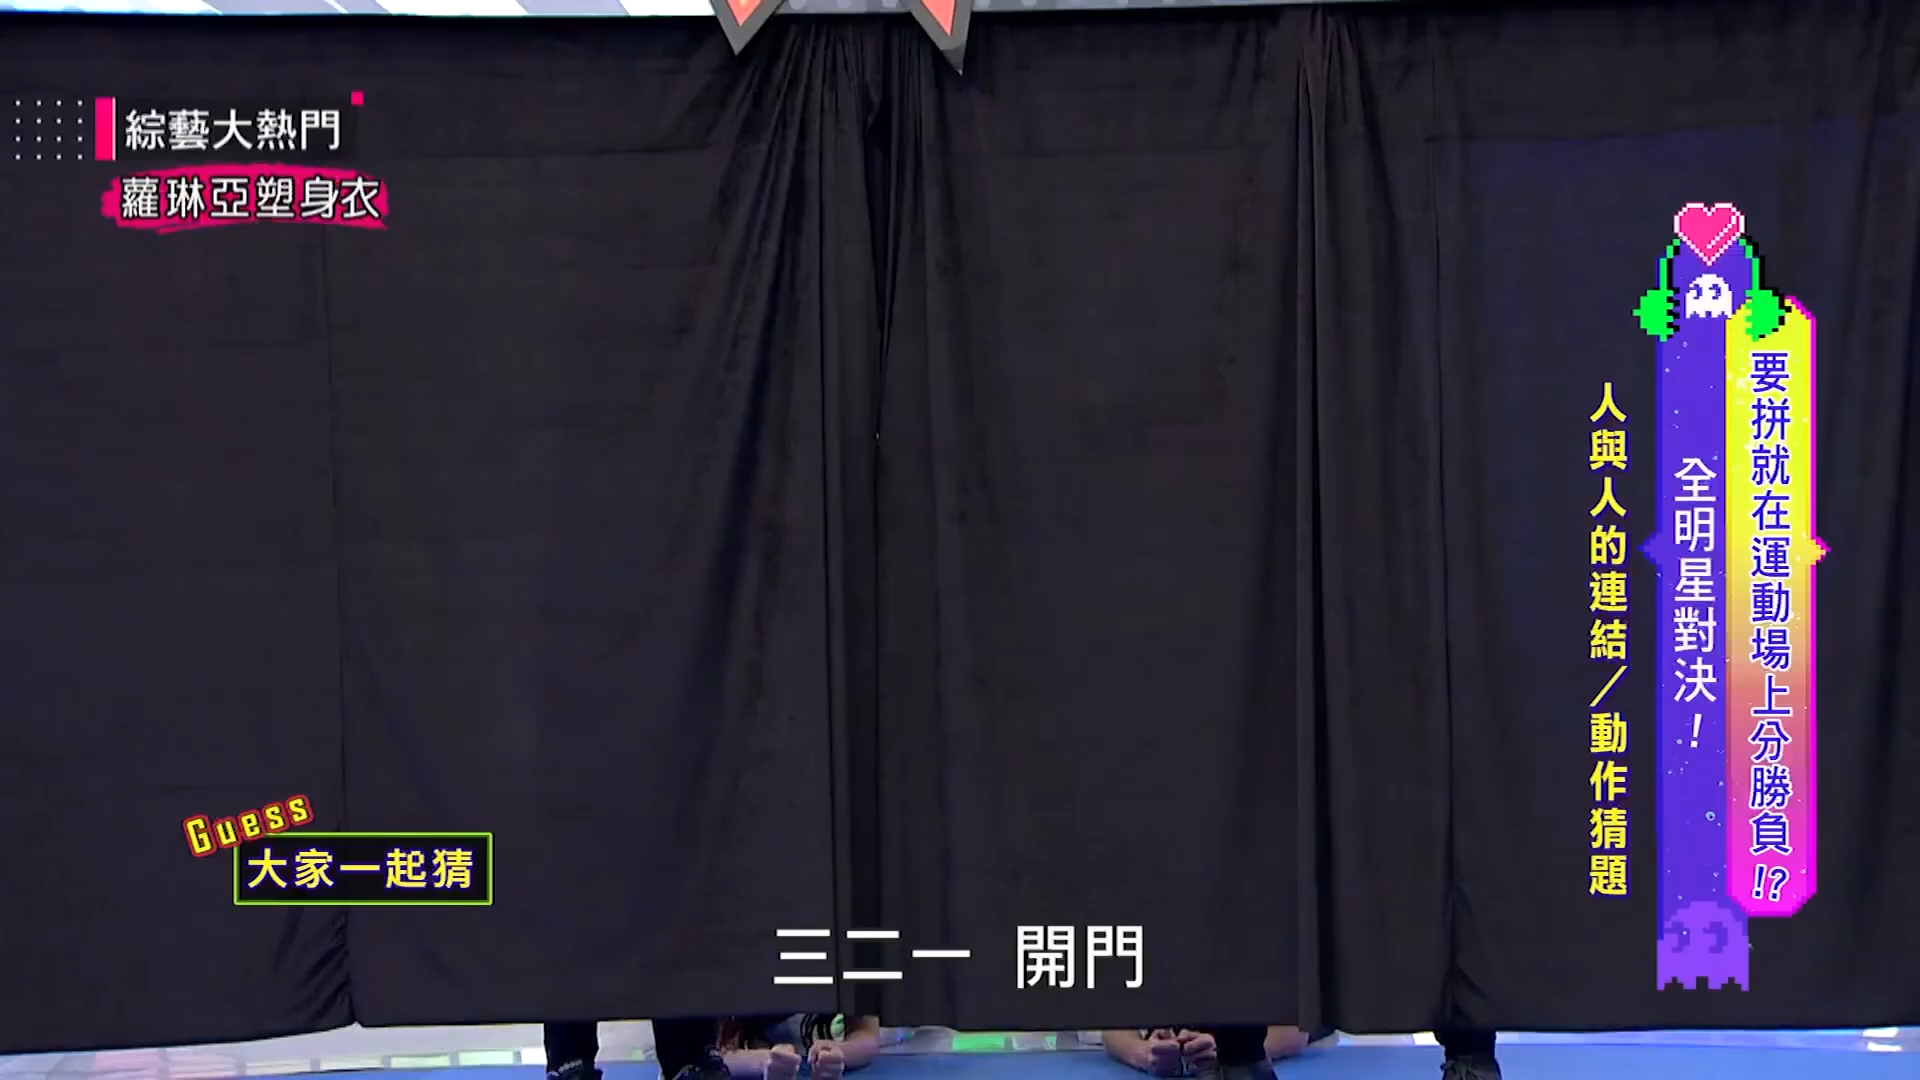 綜藝大熱門
蘿琳亞塑身衣
要拼就在運動場上分勝負!?
全明星對決!
人與人的連結/動作猜題
Guess
大家一起猜
三二一 開門